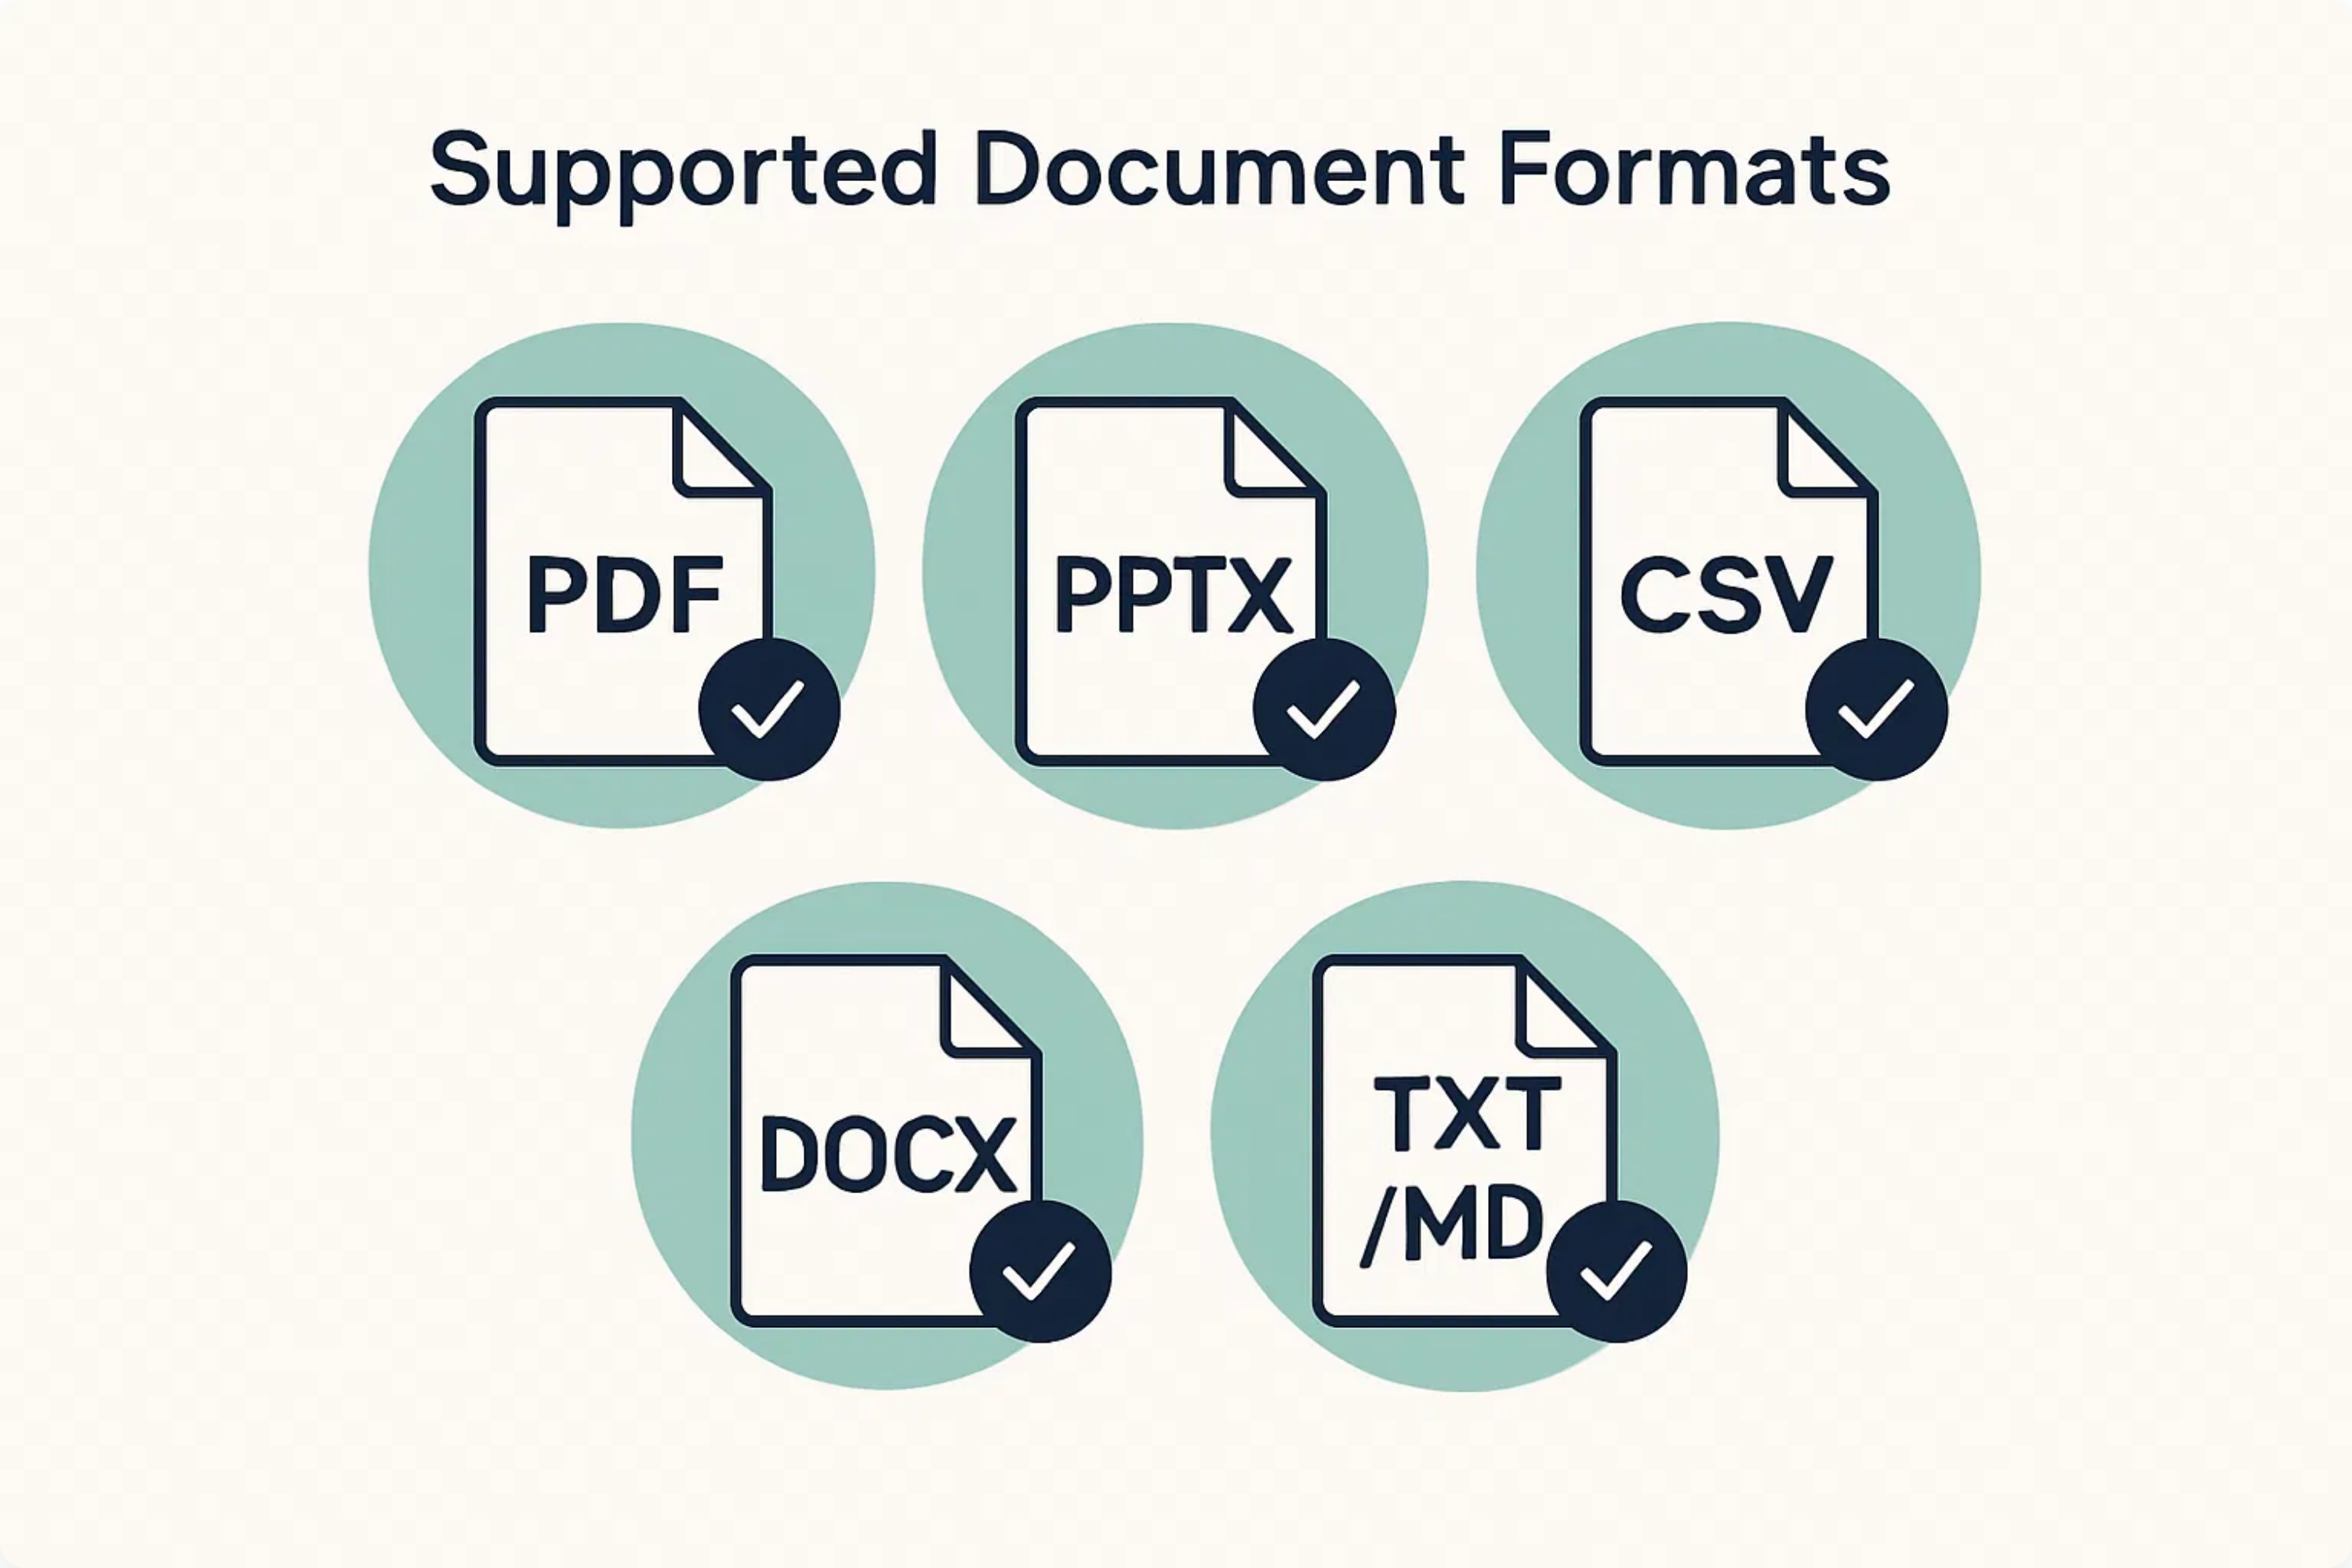 Supported Document Formats
PDF
PPTX
CSV
DOCX
TXT
/MD